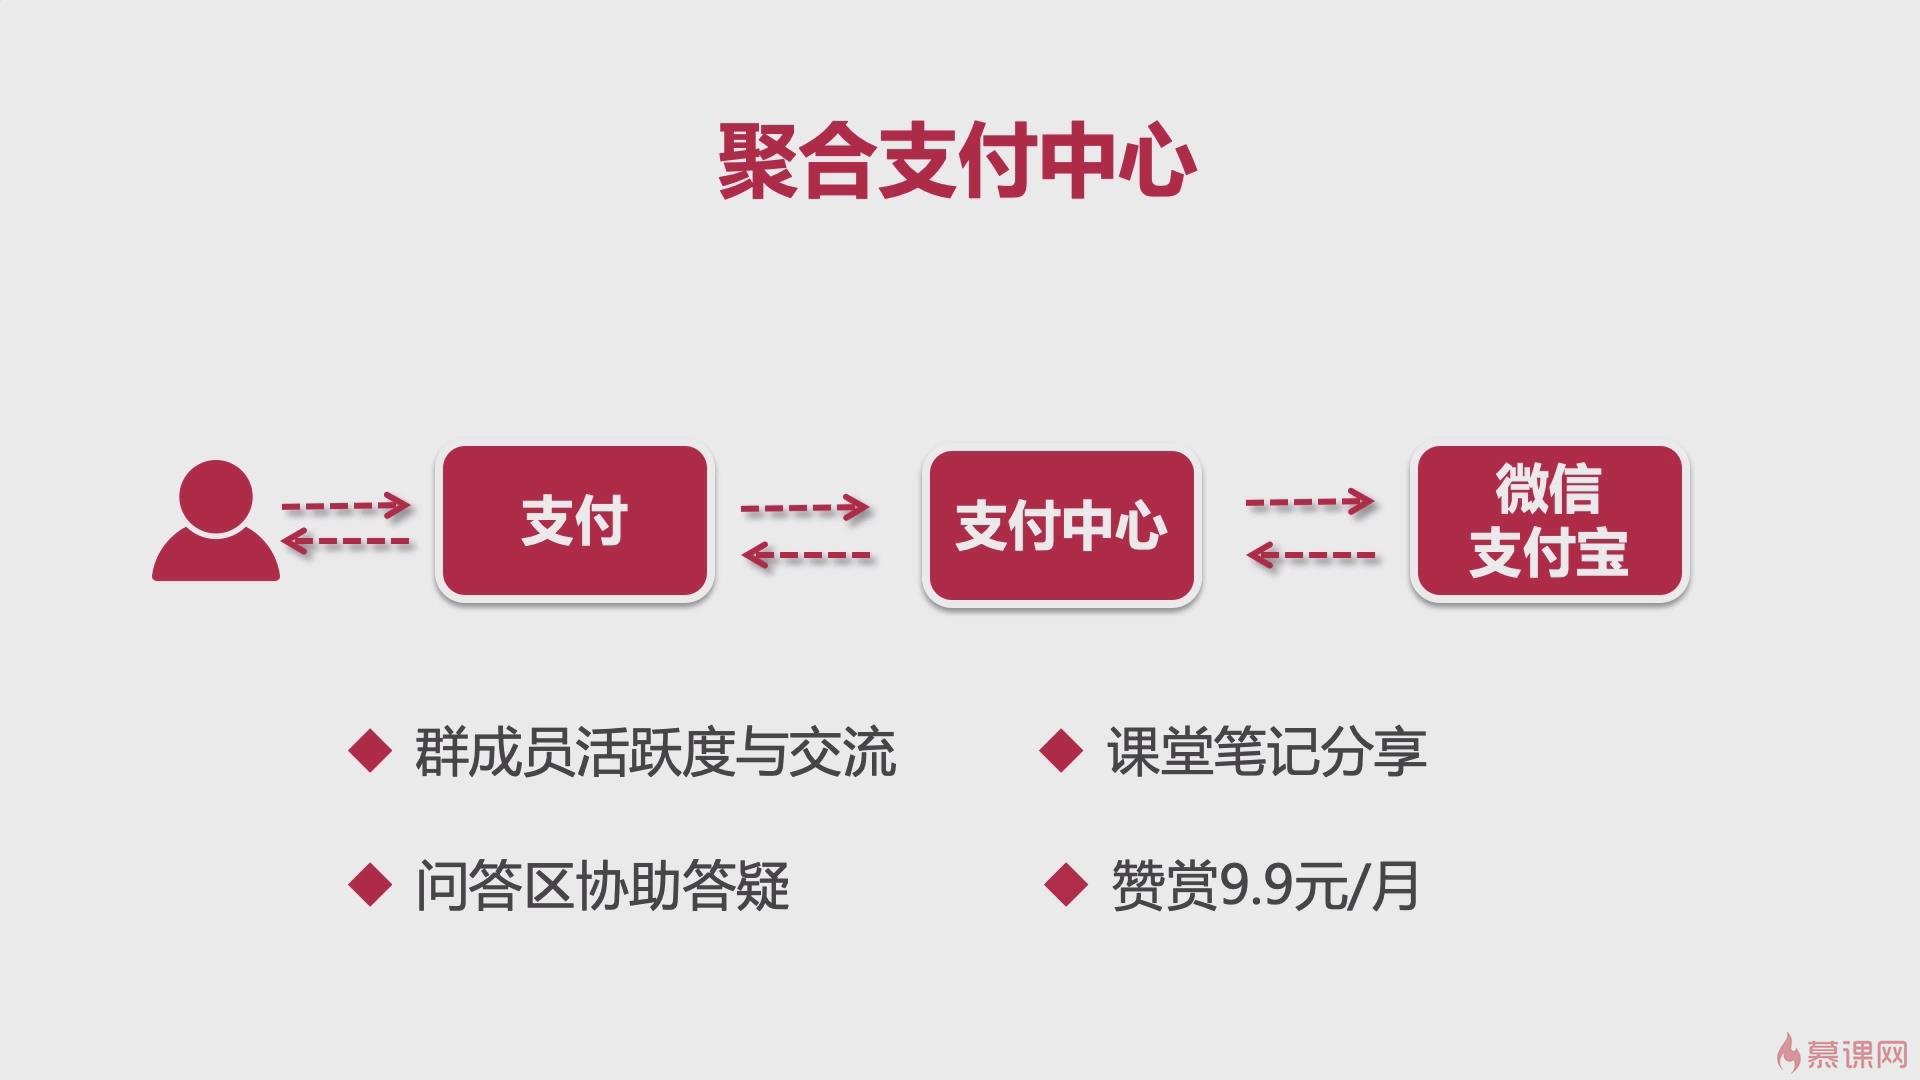 聚合支付中心
支付
支付中心
微信
支付宝
群成员活跃度与交流
课堂笔记分享
问答区协助答疑
赞赏9.9元/月
慕课网